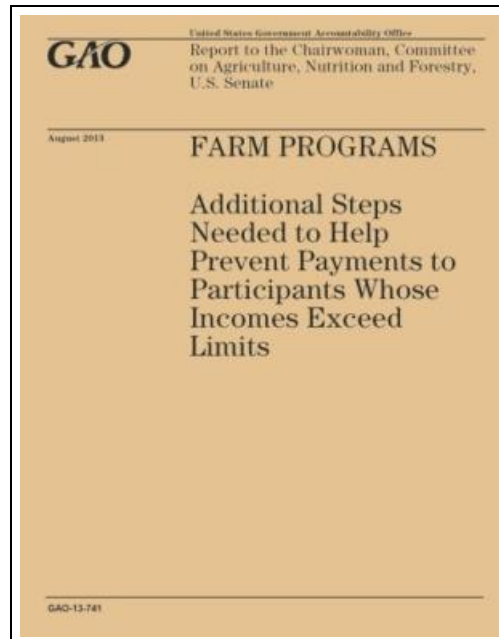 United States Government Accountability Office
GAO
Report to the Chairwoman, Committee
on Agriculture, Nutrition and Forestry,
U.S. Senate
August 2013
FARM PROGRAMS
Additional Steps
Needed to Help
Prevent Payments to
Participants Whose
Incomes Exceed
Limits
GAO-13-741